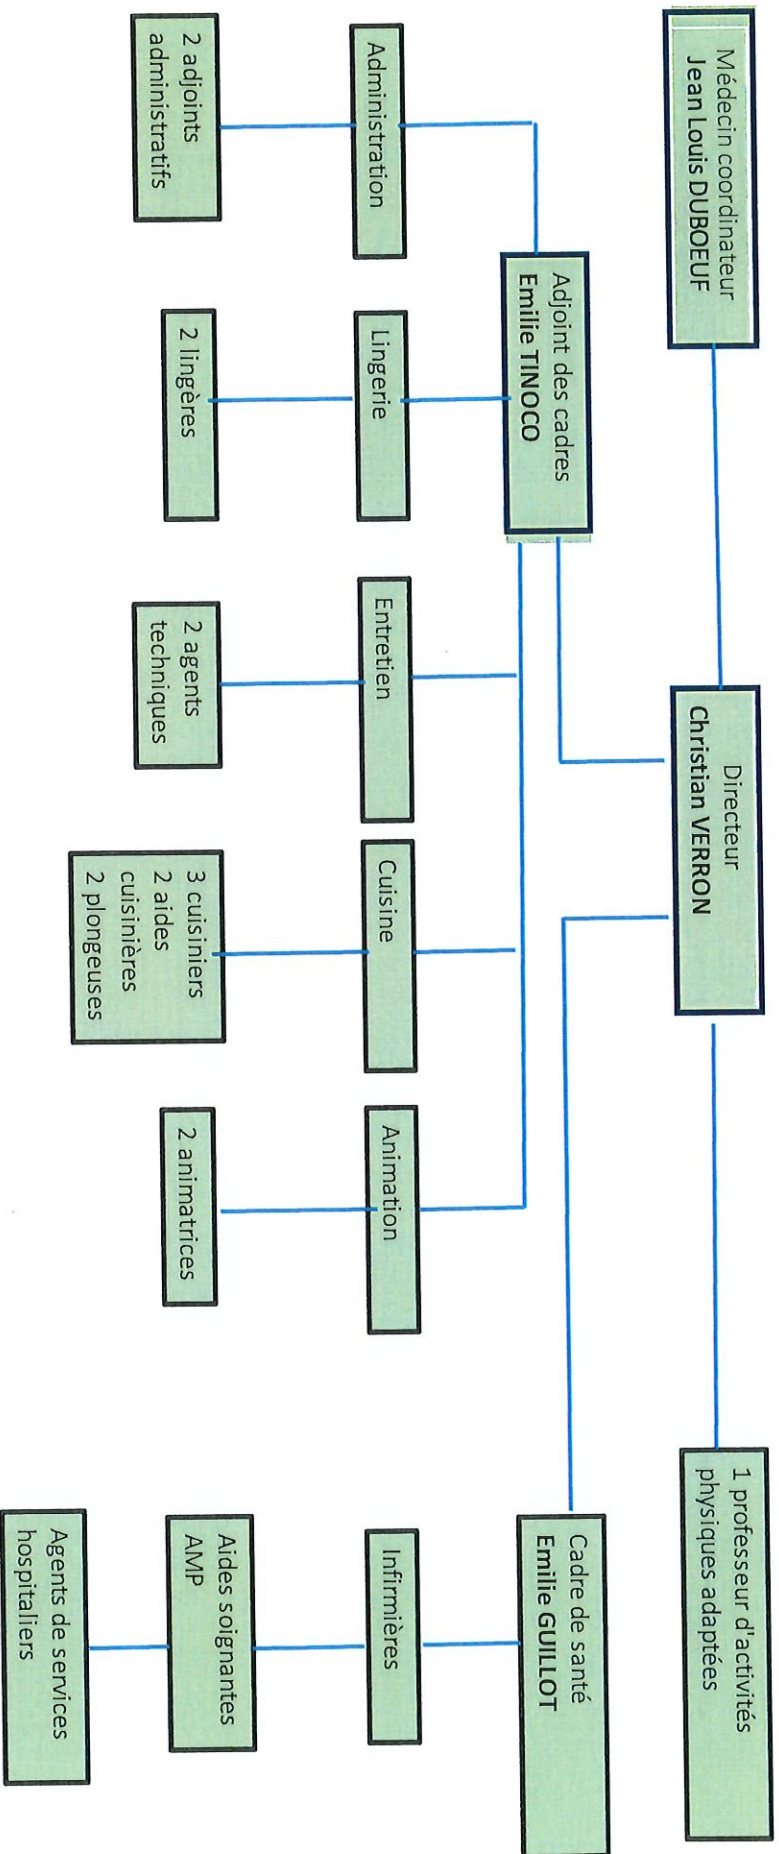 Médecin coordinateur
Jean Louis DUBOEUF
Directeur
Christian VERRON
1 professeur d'activités
physiques adaptées
Adjoint des cadres
Emilie TINOCO
Cadre de santé
Emilie GUILLOT
Administration
Lingerie
Entretien
Cuisine
Animation
Infirmières
2 adjoints
administratifs
2 lingères
2 agents
techniques
3 cuisiniers
2 aides
cuisinières
2 plongeuses
2 animatrices
Aides soignantes
AMP
Agents de services
hospitaliers